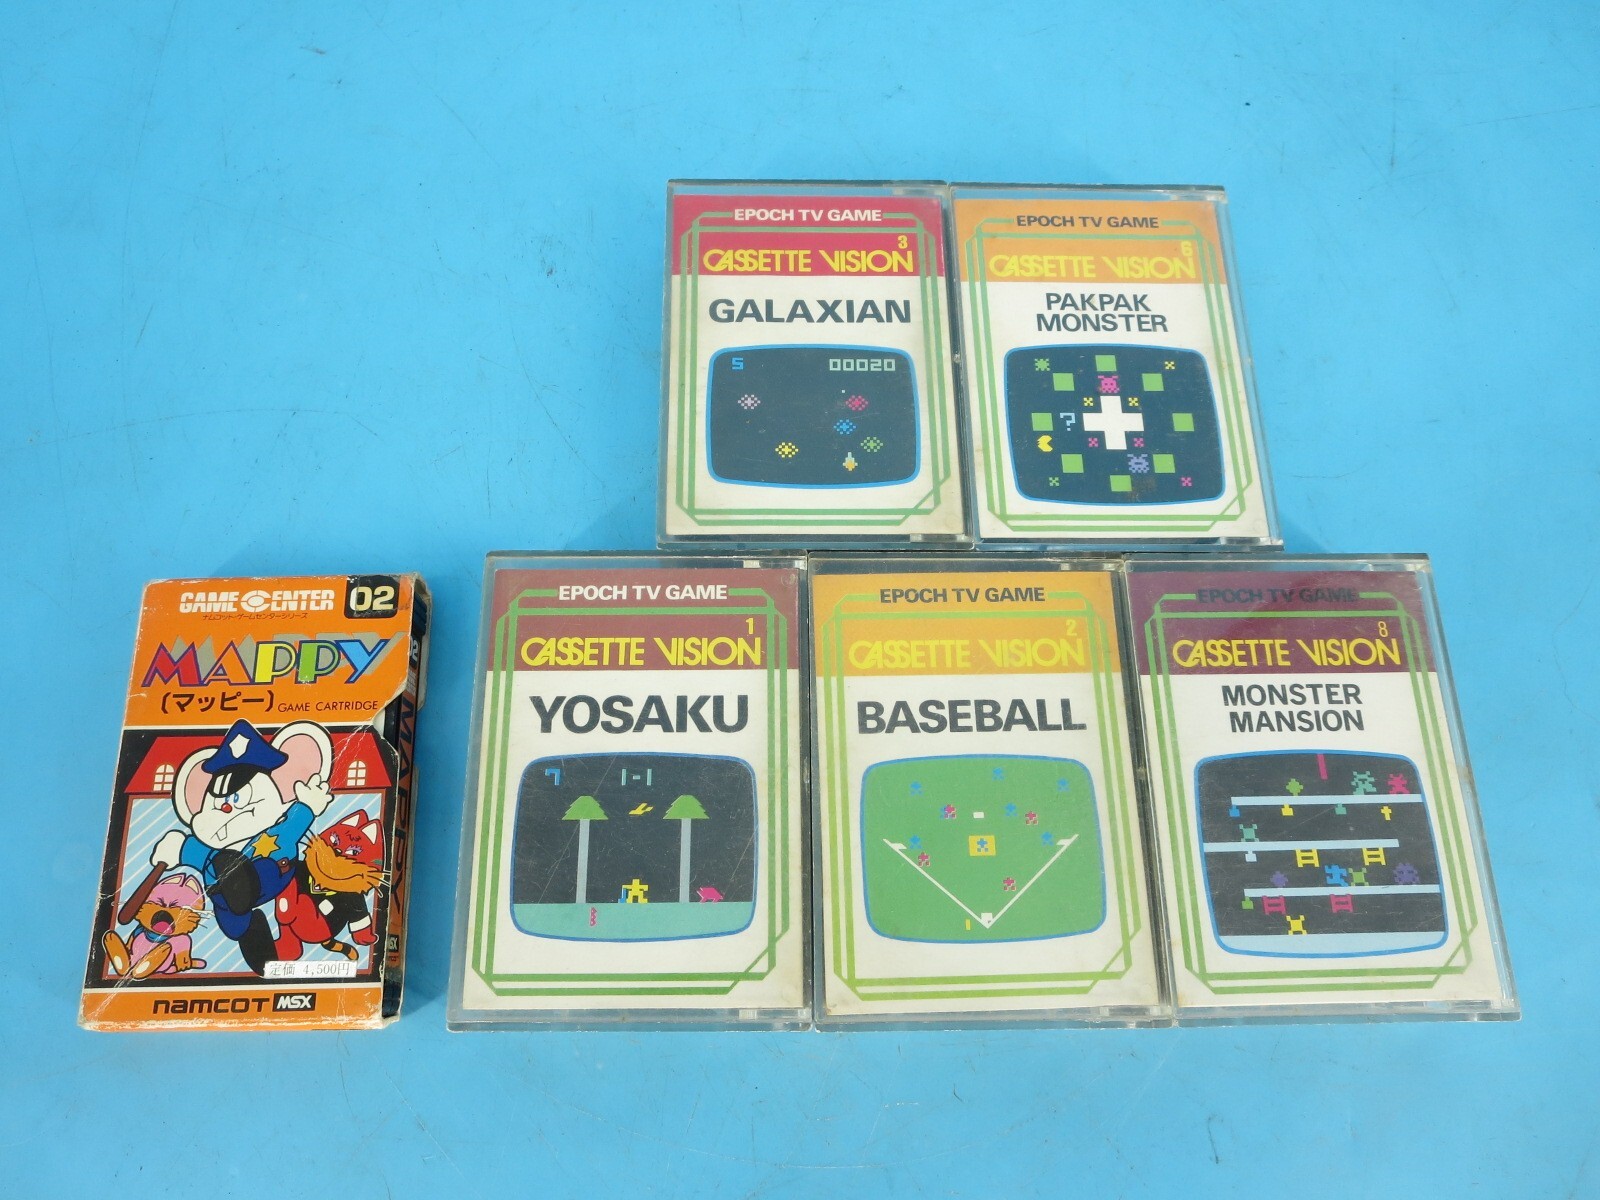 EPOCH TV GAME
3
CASSETTE VISION
GALAXIAN
5 00020
EPOCH TV GAME
6
CASSETTE VISION
PAKPAK
MONSTER
?
GAME CENTER 02
ナムコット・ゲームセンターシリーズ
MAPPY
〔マッピー〕 GAME CARTRIDGE
定価 4,500円
namcot MSX
MAPPY
MSX
EPOCH TV GAME
1
CASSETTE VISION
YOSAKU
7 1-1
EPOCH TV GAME
2
CASSETTE VISION
BASEBALL
EPOCH TV GAME
8
CASSETTE VISION
MONSTER
MANSION